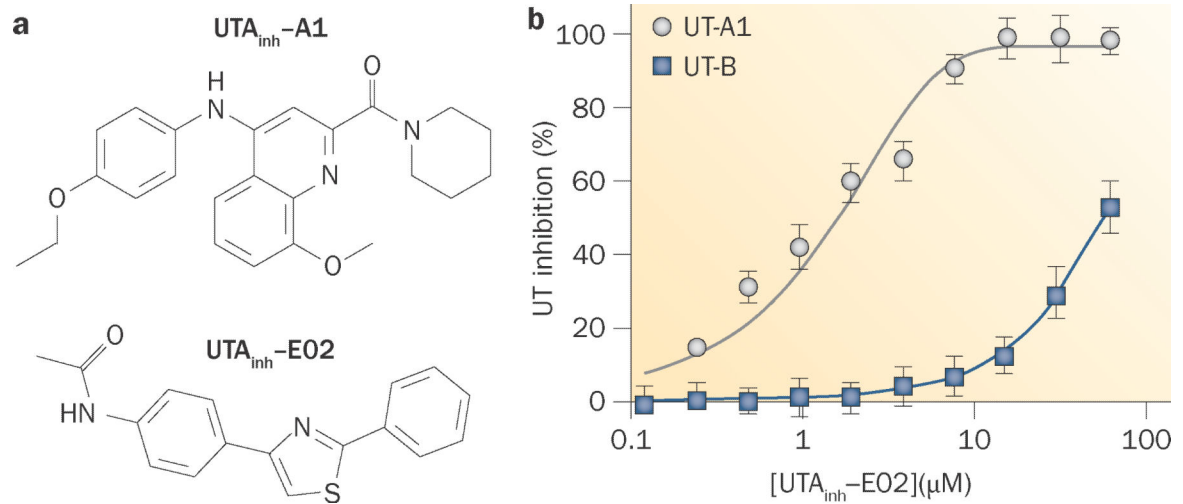 a
UTAinh–A1
H
N
O
N
N
O
O
UTAinh–E02
O
HN
N
S
b
UT-A1
UT-B
UT inhibition (%)
100
80
60
40
20
0
0.1
1
10
100
[UTAinh–E02](μM)